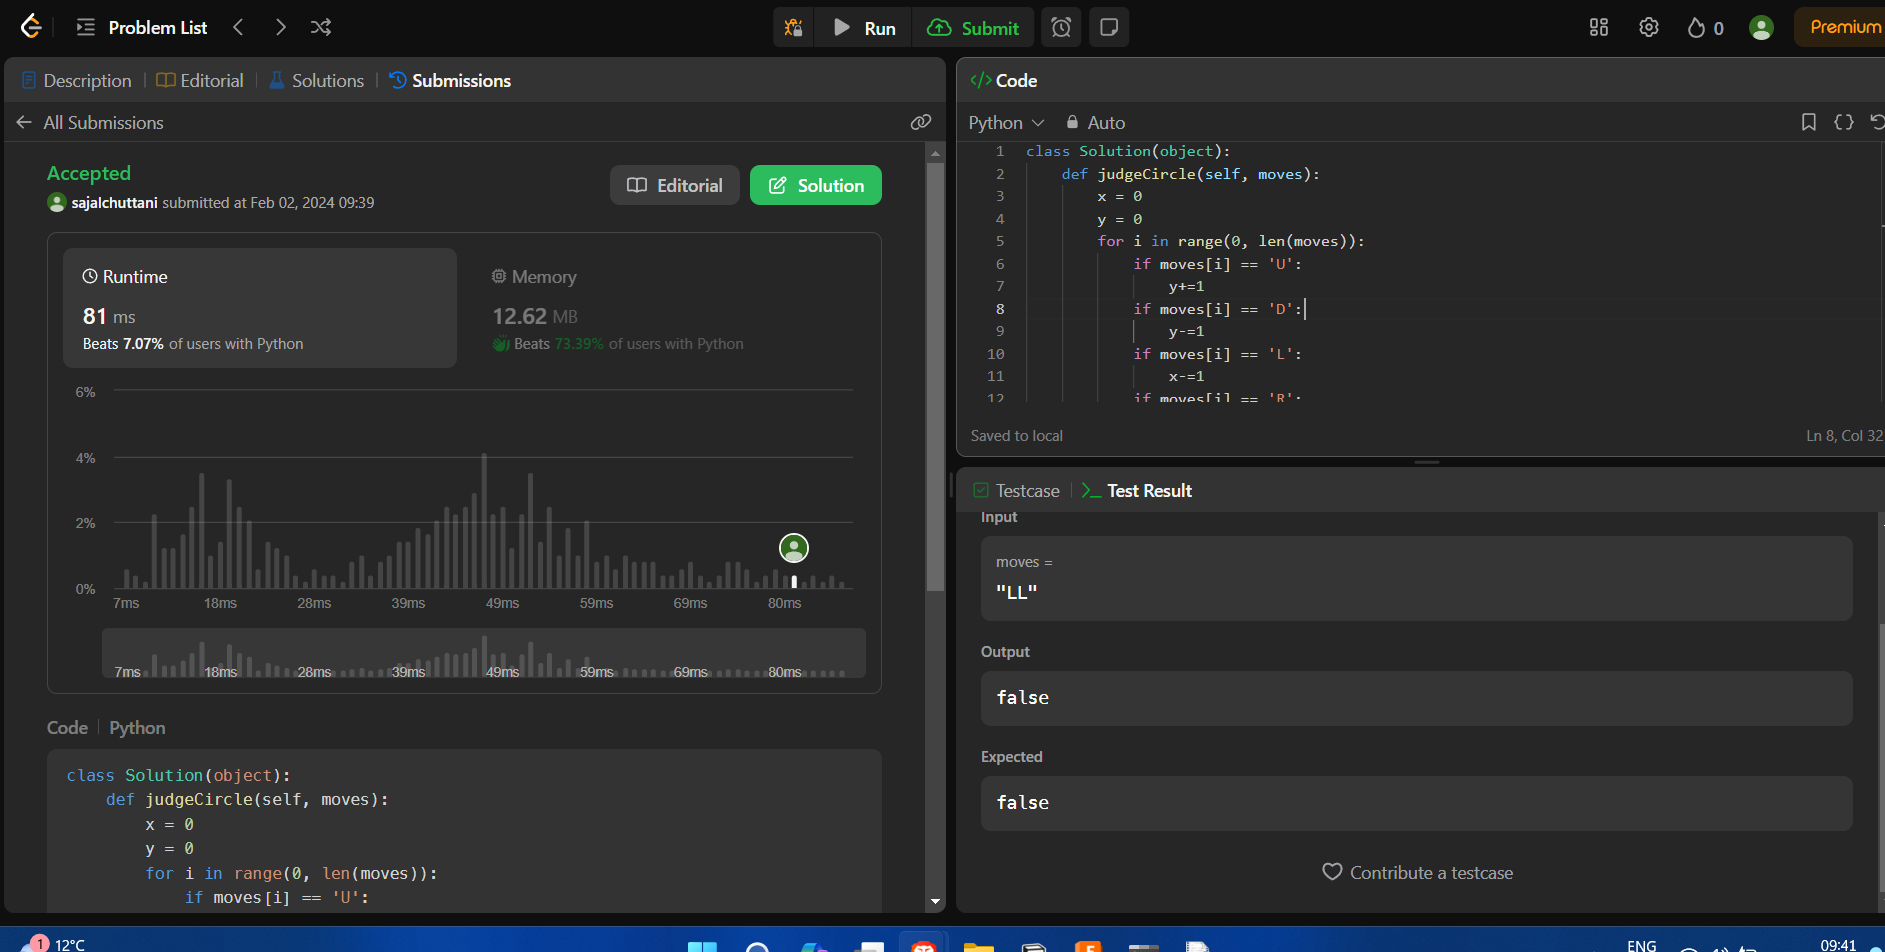 Problem List
Run
Submit
0
Premium
Description
Editorial
Solutions
Submissions
All Submissions
Accepted
sajalchuttani submitted at Feb 02, 2024 09:39
Editorial
Solution
Runtime
81 ms
Beats 7.07% of users with Python
Memory
12.62 MB
Beats 73.39% of users with Python
6%
4%
2%
0%
7ms 18ms 28ms 39ms 49ms 59ms 69ms 80ms
7ms 18ms 28ms 39ms 49ms 59ms 69ms 80ms
Code Python
class Solution(object):
    def judgeCircle(self, moves):
        x = 0
        y = 0
        for i in range(0, len(moves)):
            if moves[i] == 'U':
</> Code
Python
Auto
1 class Solution(object):
2     def judgeCircle(self, moves):
3         x = 0
4         y = 0
5         for i in range(0, len(moves)):
6             if moves[i] == 'U':
7                 y+=1
8             if moves[i] == 'D':
9                 y-=1
10             if moves[i] == 'L':
11                 x-=1
12             if moves[i] == 'R':
Saved to local
Ln 8, Col 32
Testcase
Test Result
Input
moves =
"LL"
Output
false
Expected
false
Contribute a testcase
1
12°C
ENG
09:41